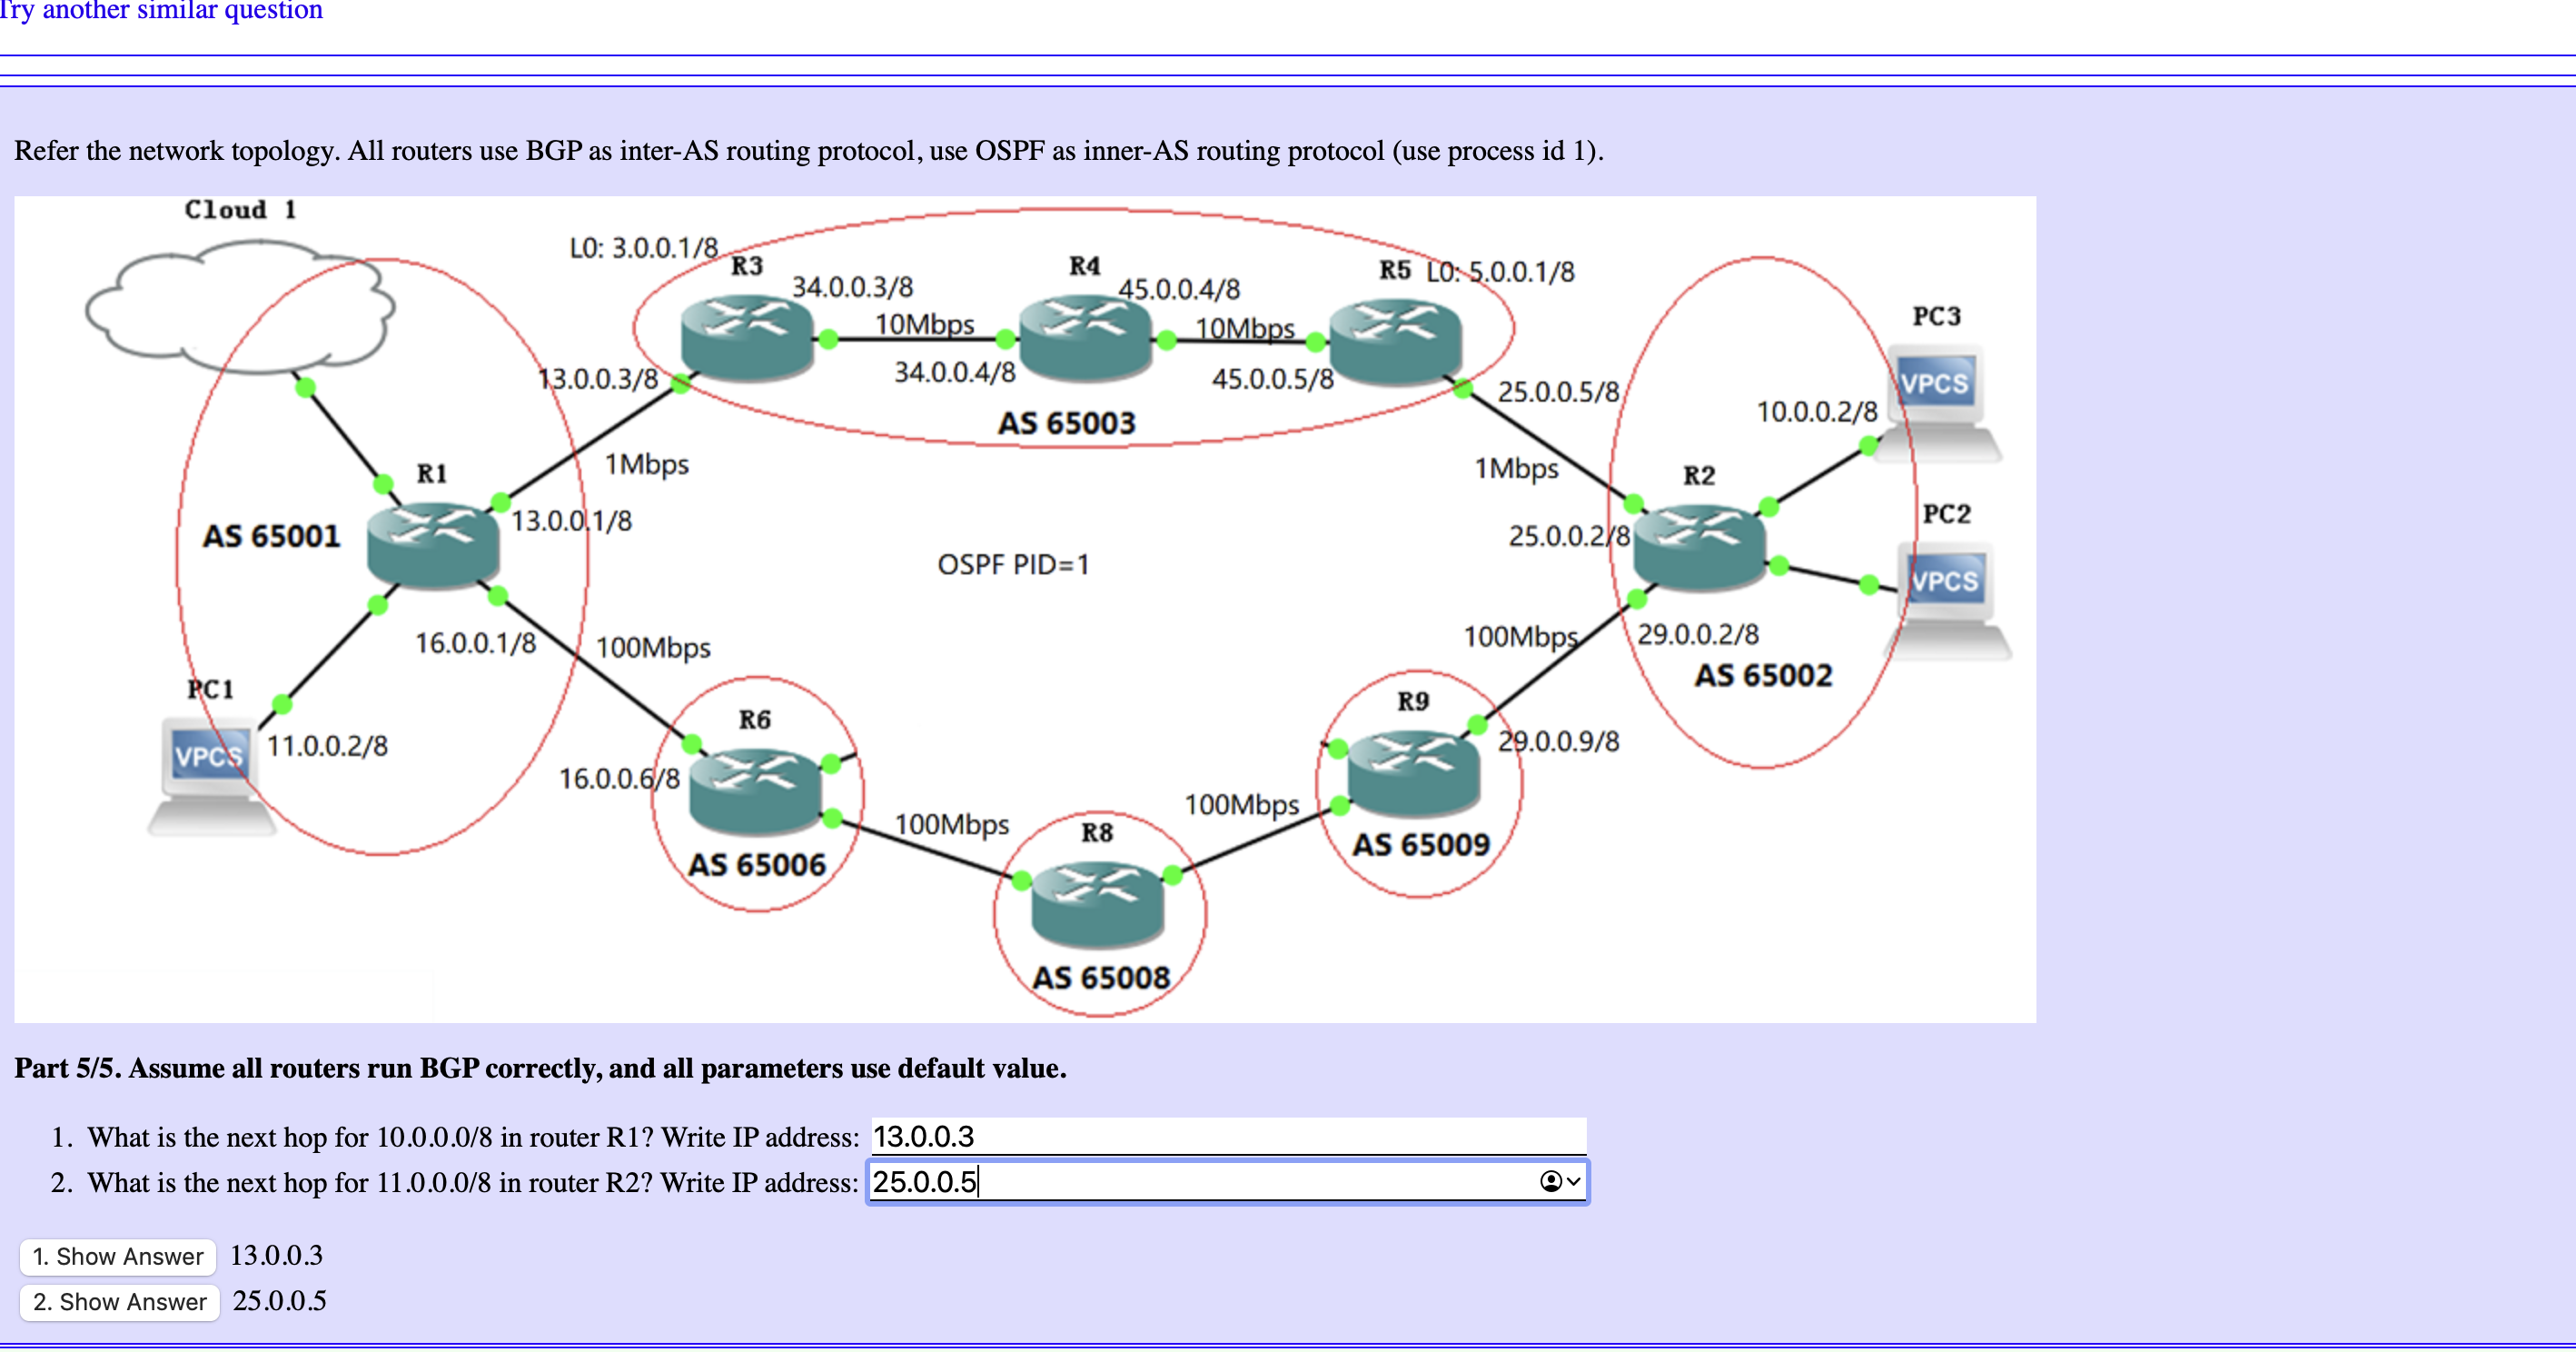 Try another similar question
Refer the network topology. All routers use BGP as inter-AS routing protocol, use OSPF as inner-AS routing protocol (use process id 1).
Cloud 1
L0: 3.0.0.1/8
R3
34.0.0.3/8
10Mbps
34.0.0.4/8
R4
45.0.0.4/8
10Mbps
45.0.0.5/8
R5 L0: 5.0.0.1/8
AS 65003
13.0.0.3/8
1Mbps
13.0.0.1/8
R1
AS 65001
25.0.0.5/8
1Mbps
25.0.0.2/8
R2
10.0.0.2/8
PC3
VPCS
PC2
VPCS
OSPF PID=1
16.0.0.1/8
100Mbps
PC1
VPCS
11.0.0.2/8
100Mbps
29.0.0.2/8
AS 65002
R6
16.0.0.6/8
AS 65006
100Mbps
R8
AS 65008
100Mbps
R9
29.0.0.9/8
AS 65009
Part 5/5. Assume all routers run BGP correctly, and all parameters use default value.
1. What is the next hop for 10.0.0.0/8 in router R1? Write IP address: 13.0.0.3
2. What is the next hop for 11.0.0.0/8 in router R2? Write IP address: 25.0.0.5
1. Show Answer 13.0.0.3
2. Show Answer 25.0.0.5